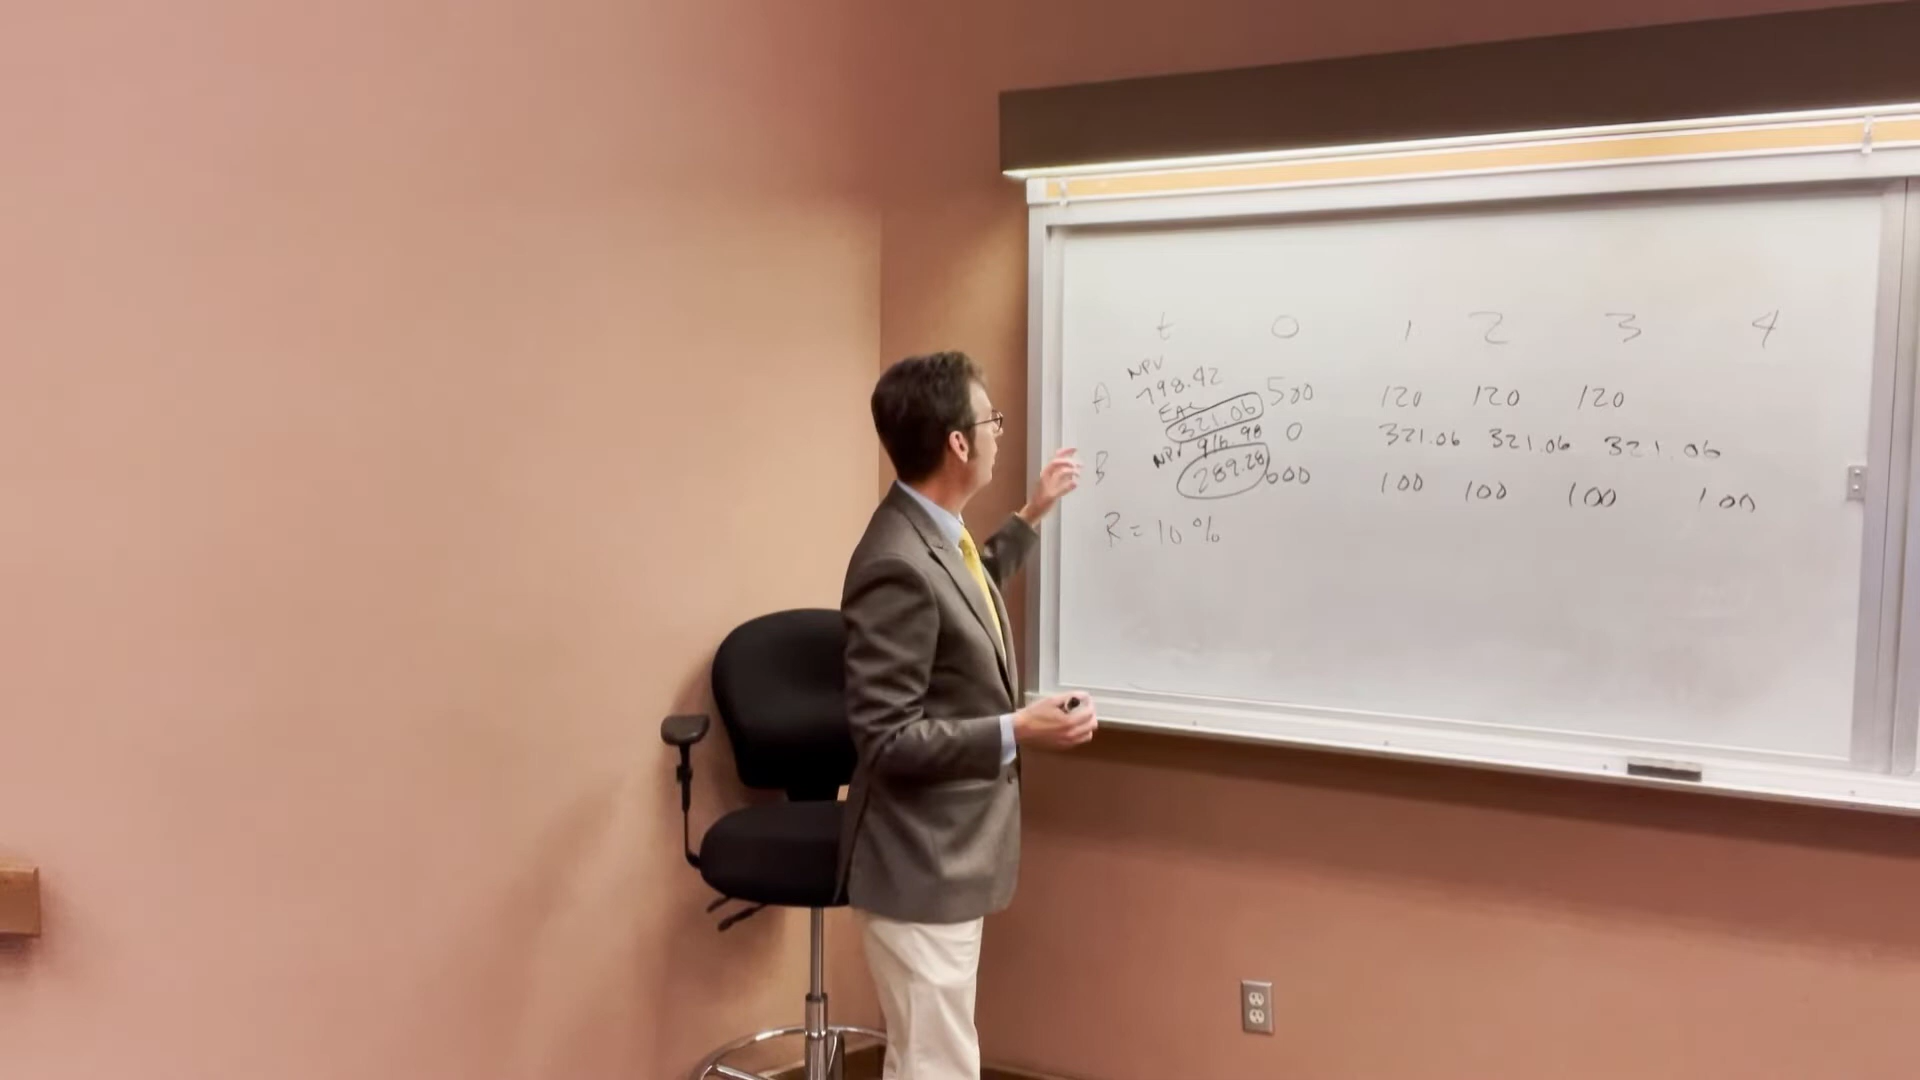 t 0 1 2 3 4
NPV
A 798.42 500 120 120 120
EAC
321.06 0 321.06 321.06 321.06
NPV 916.98
B 289.28 600 100 100 100 100
R = 10%